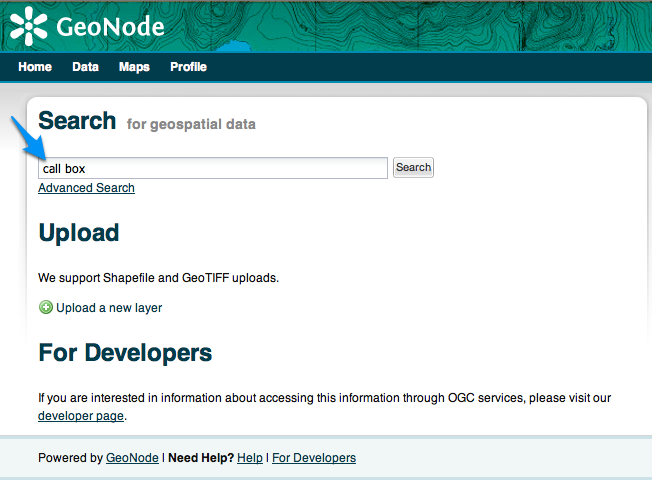 GeoNode
Home Data Maps Profile
Search for geospatial data
call box Search
Advanced Search
Upload
We support Shapefile and GeoTIFF uploads.
Upload a new layer
For Developers
If you are interested in information about accessing this information through OGC services, please visit our
developer page.
Powered by GeoNode | Need Help? Help | For Developers